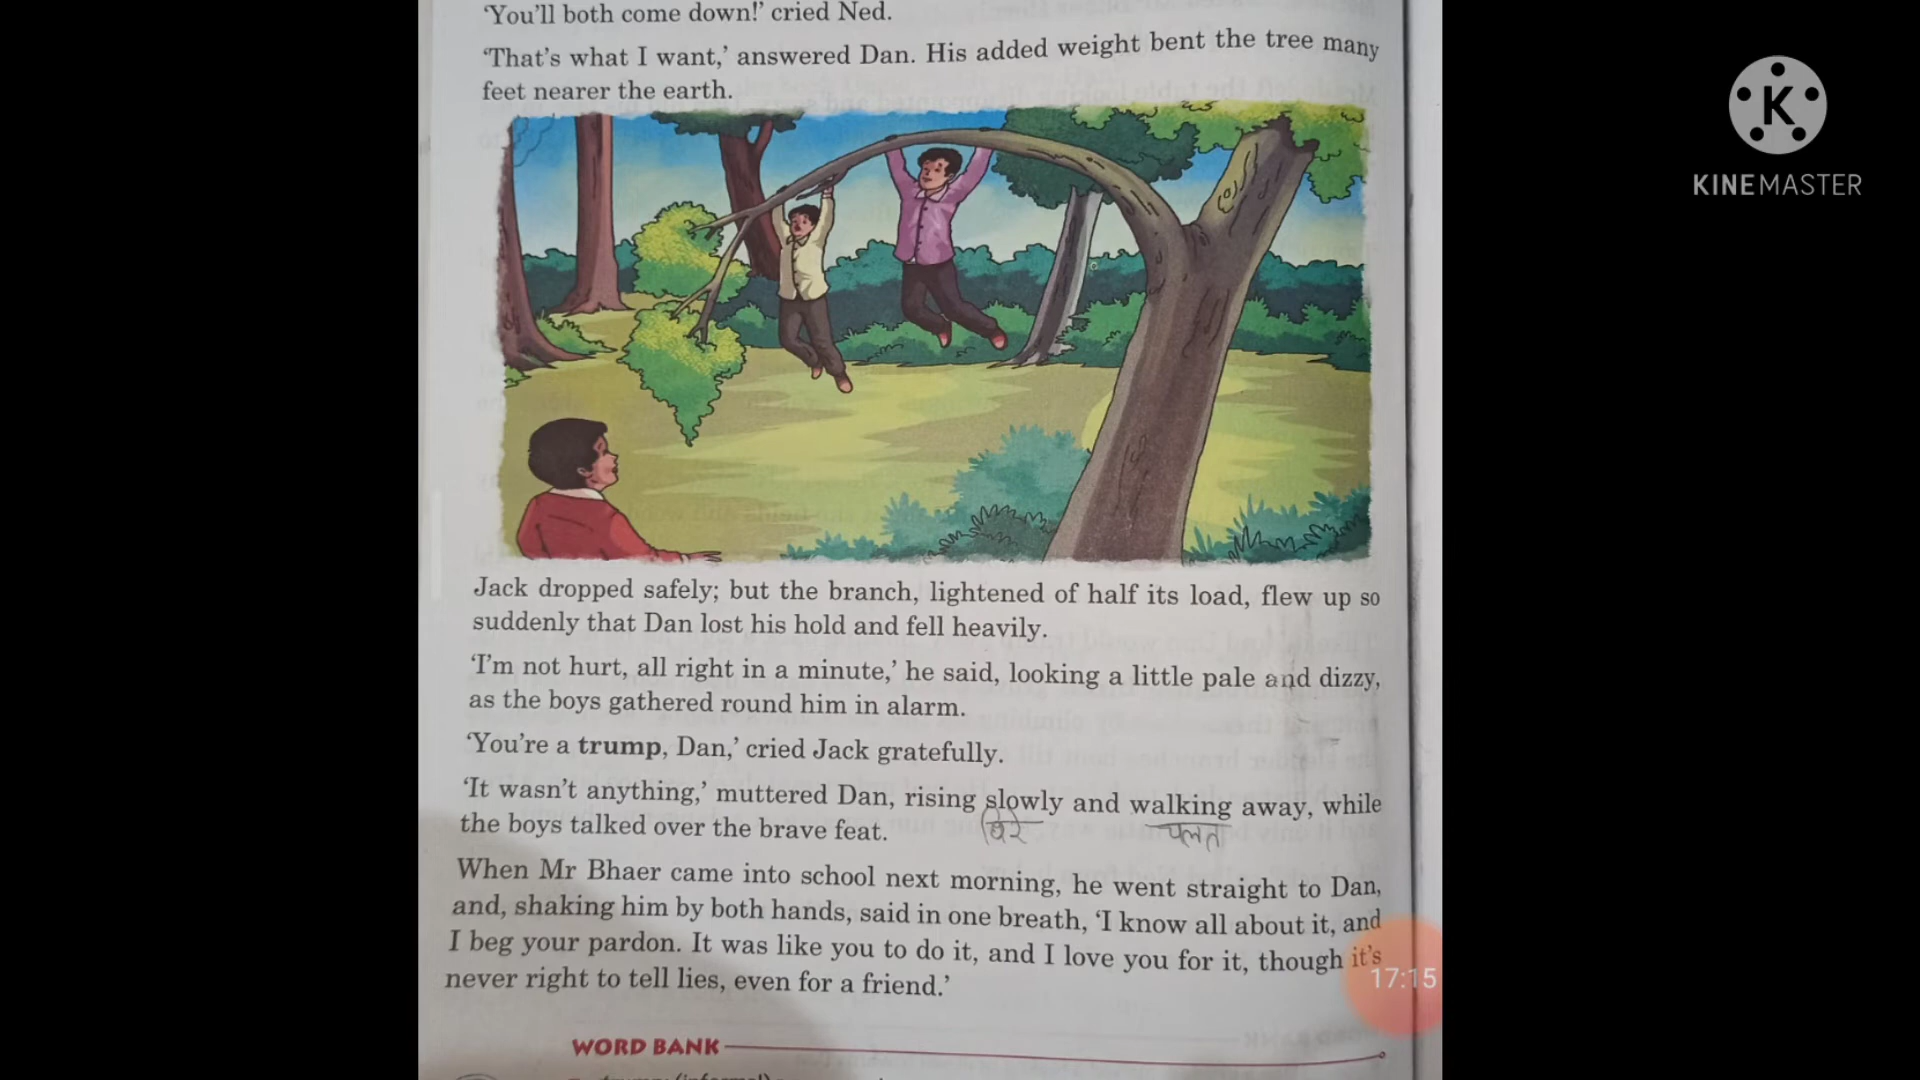 ‘You’ll both come down!’ cried Ned.
‘That’s what I want,’ answered Dan. His added weight bent the tree many
feet nearer the earth.
KINEMASTER
Jack dropped safely; but the branch, lightened of half its load, flew up so
suddenly that Dan lost his hold and fell heavily.
‘I’m not hurt, all right in a minute,’ he said, looking a little pale and dizzy,
as the boys gathered round him in alarm.
‘You’re a trump, Dan,’ cried Jack gratefully.
‘It wasn’t anything,’ muttered Dan, rising slowly and walking away, while
the boys talked over the brave feat.
When Mr Bhaer came into school next morning, he went straight to Dan,
and, shaking him by both hands, said in one breath, ‘I know all about it, and
I beg your pardon. It was like you to do it, and I love you for it, though it’s
never right to tell lies, even for a friend.’
17:15
WORD BANK